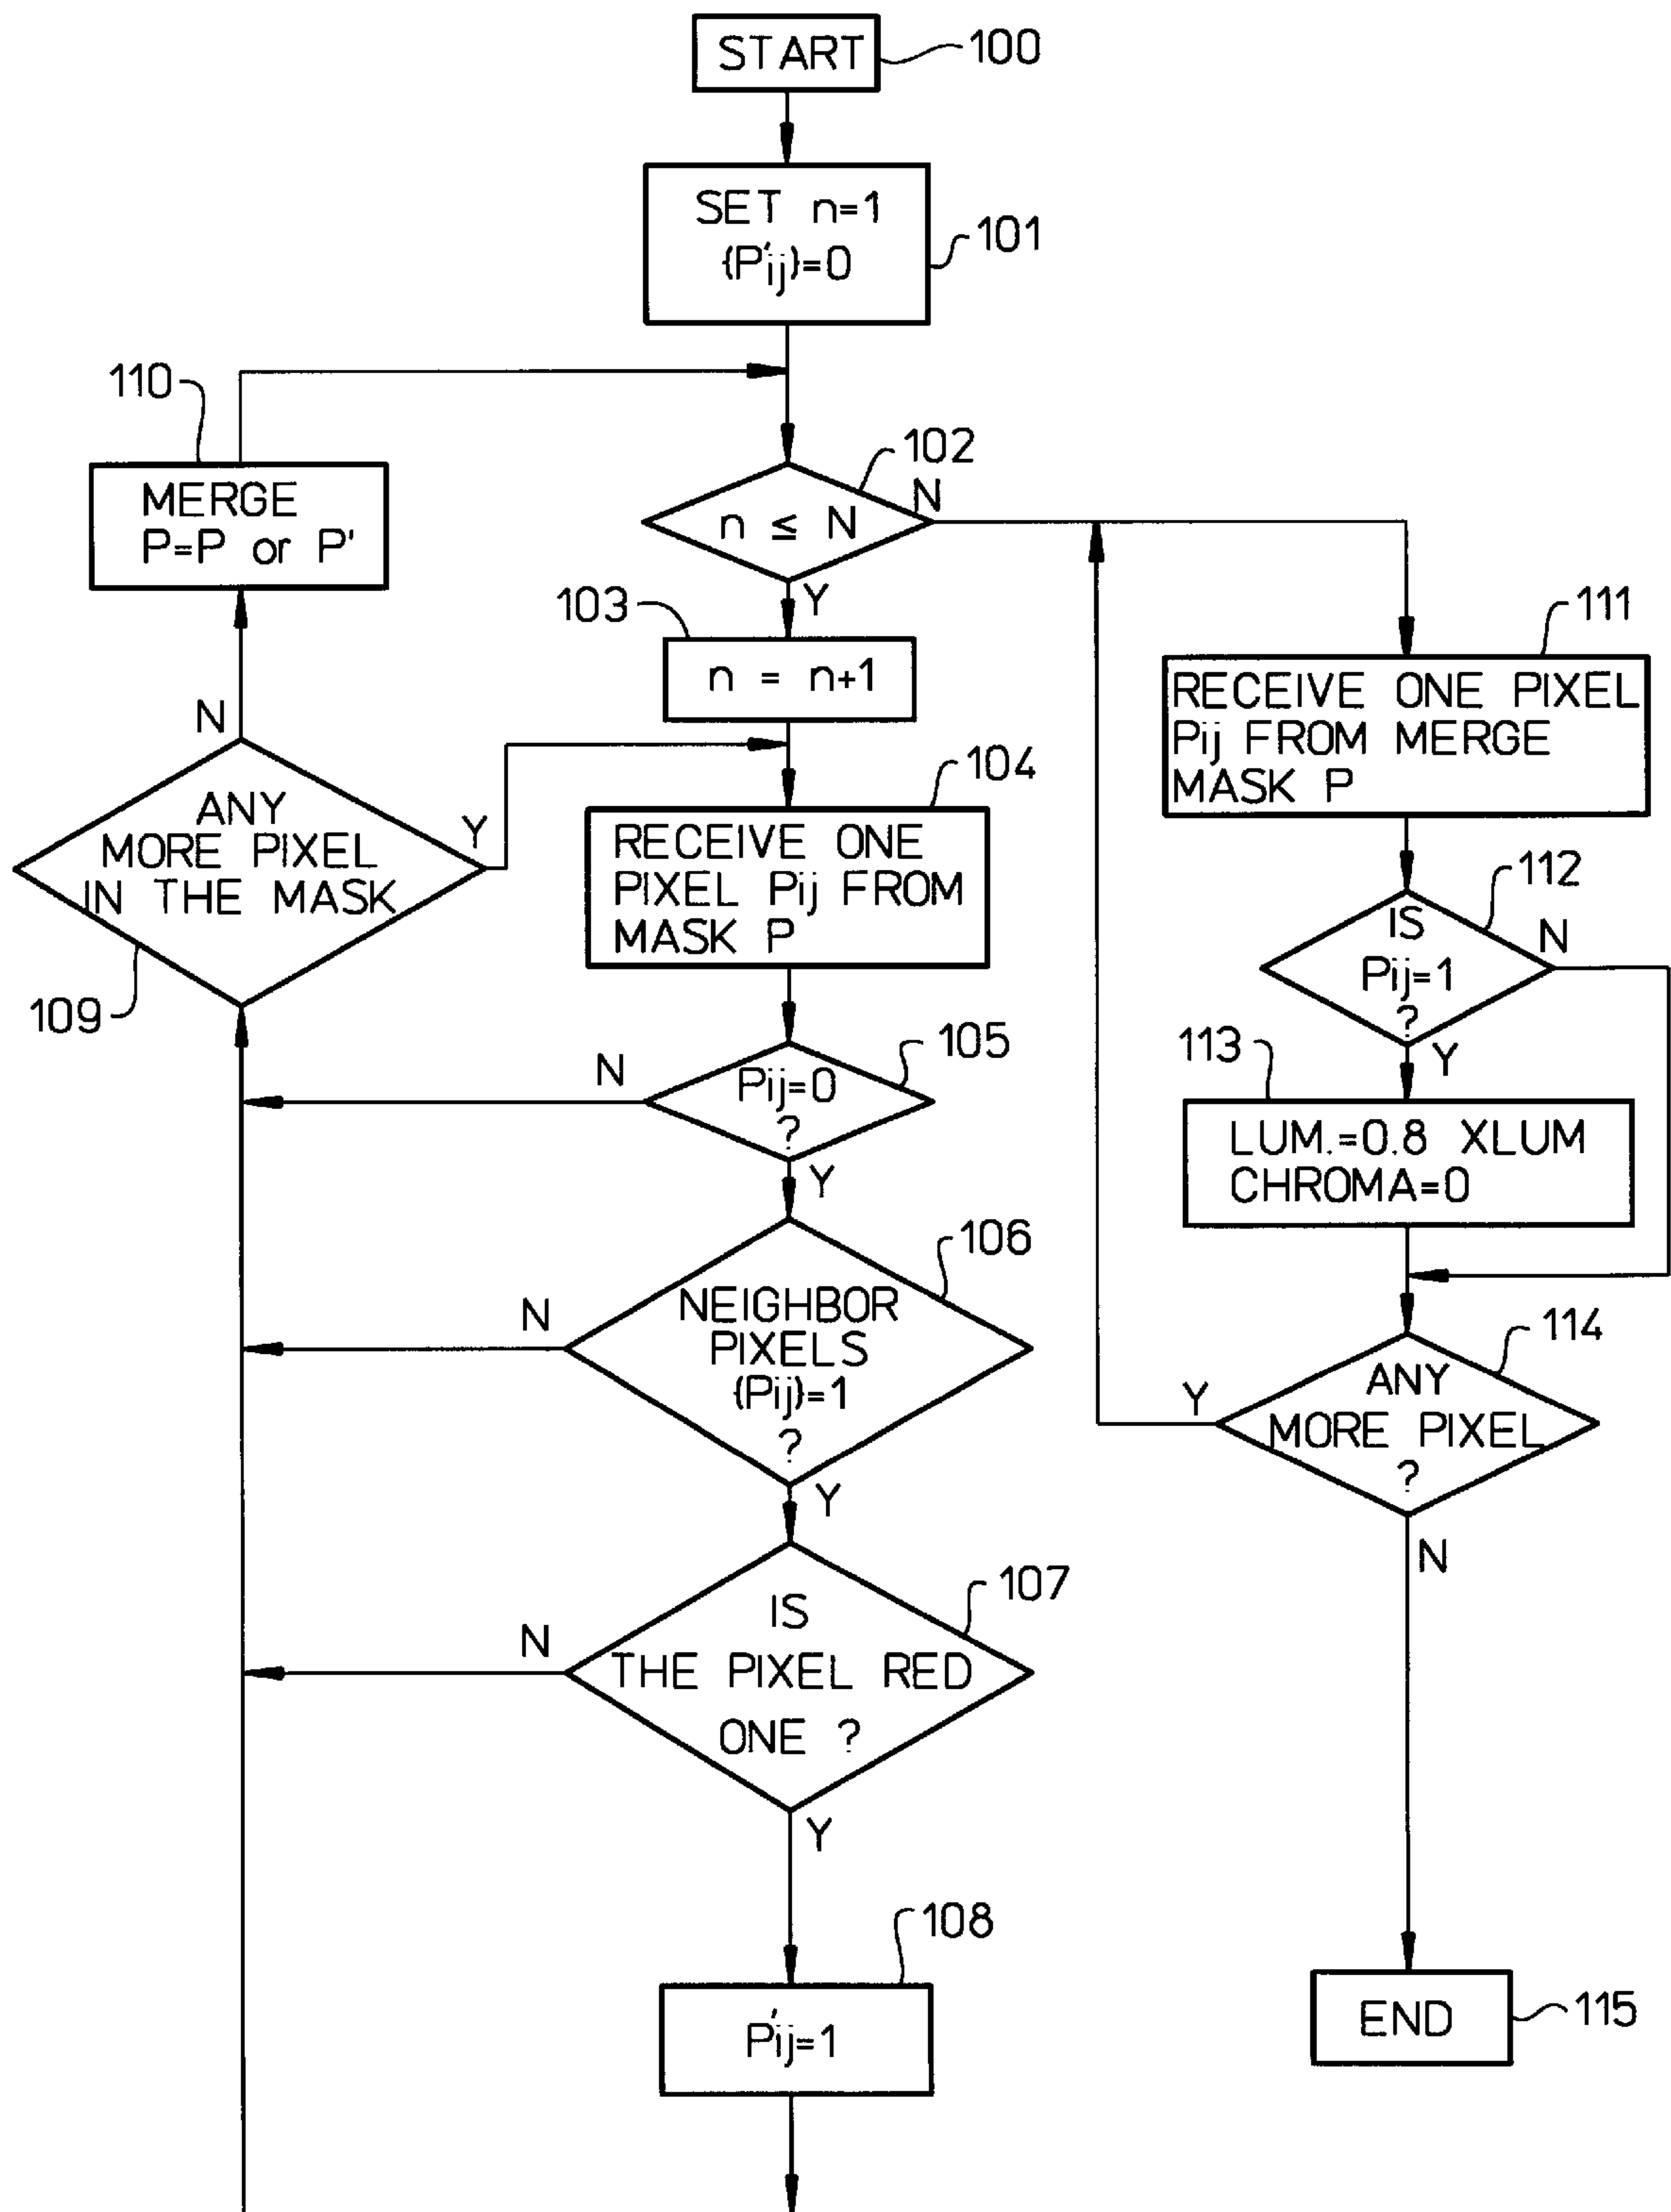 START
100
SET n=1
(P'ij)=0
101
110
MERGE
P=P or P'
102
n ≤ N
N
Y
103
n = n+1
111
RECEIVE ONE PIXEL
Pij FROM MERGE
MASK P
N
ANY
MORE PIXEL
IN THE MASK
Y
109
104
RECEIVE ONE
PIXEL Pij FROM
MASK P
112
IS
Pij=1
?
N
Y
105
Pij=0
?
N
Y
113
LUM.=0.8 XLUM
CHROMA=0
106
NEIGHBOR
PIXELS
(Pij)=1
?
N
Y
114
ANY
MORE PIXEL
?
Y
N
107
IS
THE PIXEL RED
ONE ?
N
Y
108
P'ij=1
END
115